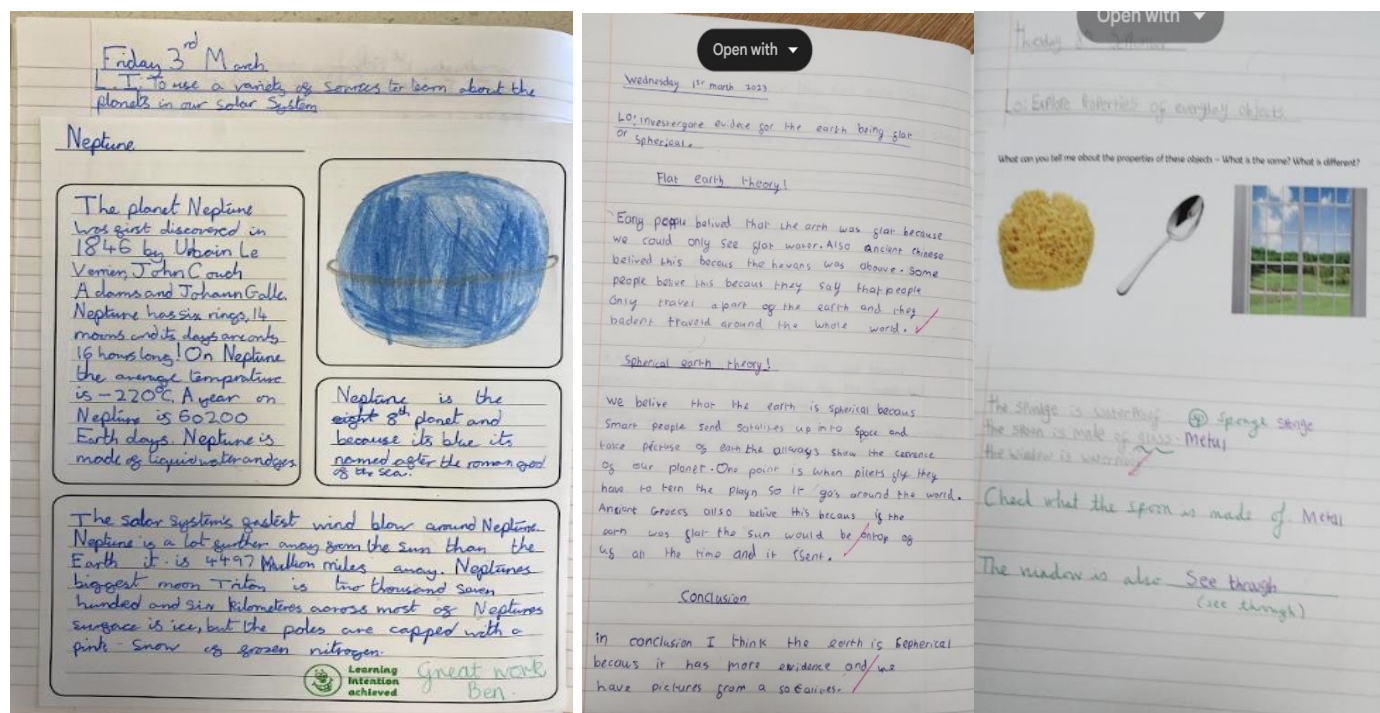 Friday 3rd March
L.I: To use a variety of sources to learn about the
planets in our Solar System
Neptune
The planet Neptune
was first discovered in
1846 by Urbain Le
Verrier, John Couch
Adams and Johann Galle.
Neptune has six rings, 14
moons and its days are only
16 hours long! On Neptune
the average temprature
is -220°C. A year on
Neptune is 60200
Earth days. Neptune is
made of liquid water and ges
Neptune is the
eight 8th planet and
because its blue its
named after the roman god
of the sea.
The solar system's fastest wind blow around Neptune.
Neptune is a lot further away from the Sun than the
Earth it is 4497 Mullion miles away. Neptunes
biggest moon Triton is two thousand seven
hundred and six kilometeres across most of Neptunes
surface is ice, but the poles are capped with a
pink snow of frozen nitrogen.
Learning
Intention
achieved
Great work
Ben.
Open with
Wednesday 1st march 2023
LO: investergate evidece for the earth being flat
or spherical.
Flat earth theory!
Eany people belived that the arth was flat because
we could only see flat water. Also ancient chinese
belived this becaus the hevans was abouve. Some
people belive this becaus they say that people
only travel apart of the earth and they
hadent traveld around the whole world.
Spherical earth theory!
we belive that the earth is spherical becaus
smart people send satalites up into space and
take pectuse of earth the allways show the
of our planet. One point is when pilets fly they
have to tern the playn so it go's around the world.
Ancient Greecs allso belive this becaus if the
earth was flat the sun would be ontop of
us all the time and it isent.
Conclusion
in conclusion I think the earth is Spherical
becaus it has more evidence and we
have pictures from a
Open with
Lo: Explore Properties of everyday objects
What can you tell me about the properties of these objects – What is the same? What is different?
the spundge is waterproof sp sponge
the spoon is made of glass Metal
the window is waterproof
Check what the spoon is made of. Metal
The window is also See through
(see through)